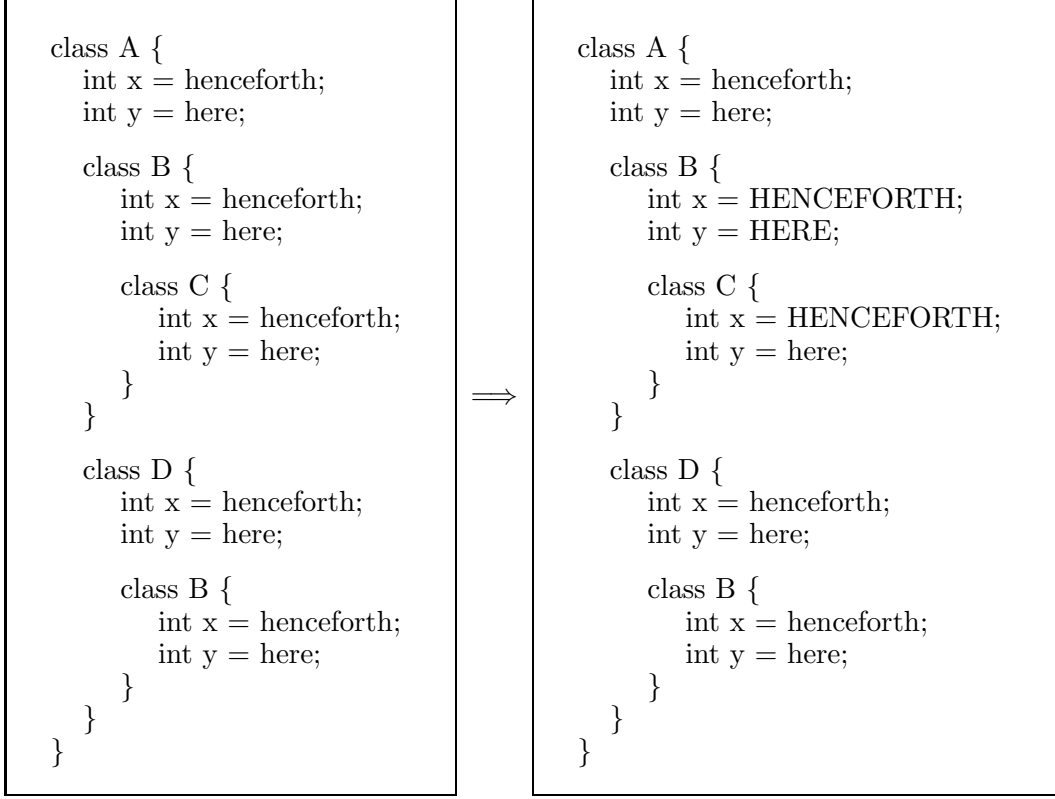 class A {
int x = henceforth;
int y = here;
class B {
int x = henceforth;
int y = here;
class C {
int x = henceforth;
int y = here;
}
}
class D {
int x = henceforth;
int y = here;
class B {
int x = henceforth;
int y = here;
}
}
}
⟹
class A {
int x = henceforth;
int y = here;
class B {
int x = HENCEFORTH;
int y = HERE;
class C {
int x = HENCEFORTH;
int y = here;
}
}
class D {
int x = henceforth;
int y = here;
class B {
int x = henceforth;
int y = here;
}
}
}